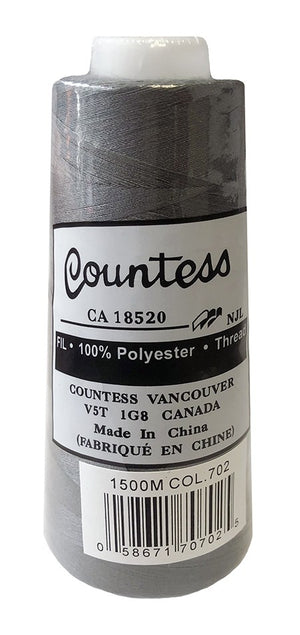 Countess
CA 18520 NJL
FIL • 100% Polyester • Thread
COUNTESS VANCOUVER
V5T 1G8 CANADA
Made In China
(FABRIQUÉ EN CHINE)
1500M COL.702
0 58671 70702 5